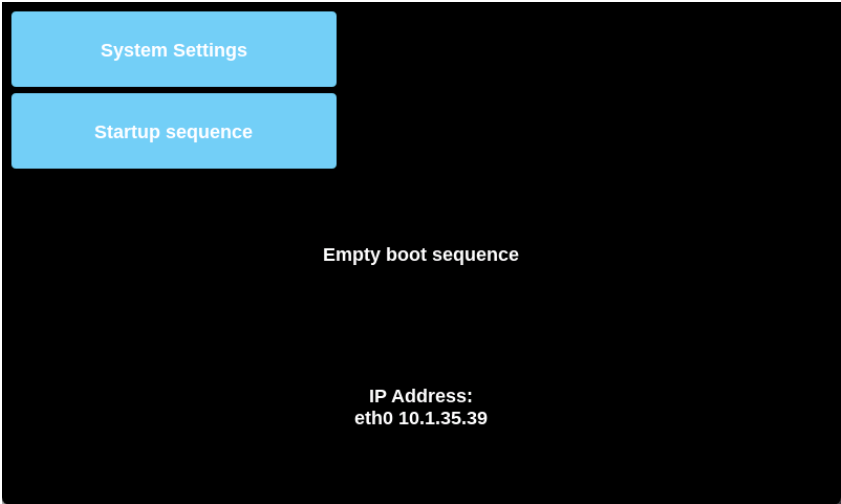 System Settings
Startup sequence
Empty boot sequence
IP Address:
eth0 10.1.35.39